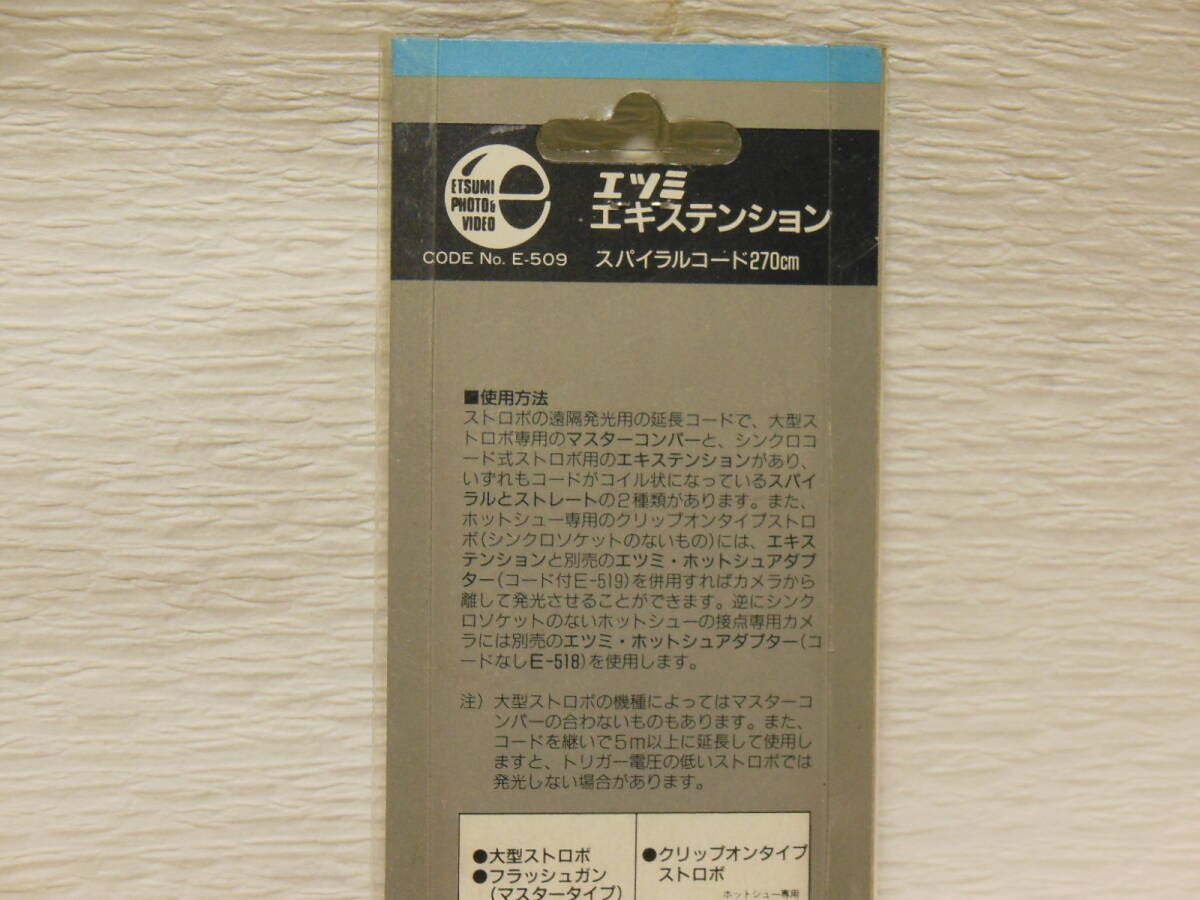 ETSUMI
PHOTO&
VIDEO
エツミ
エキステンション
CODE No. E-509 スパイラルコード270cm
■使用方法
ストロボの遠隔発光用の延長コードで、大型ス
トロボ専用のマスターコンバーと、シンクロコ
ード式ストロボ用のエキステンションがあり、
いずれもコードがコイル状になっているスパイ
ラルとストレートの2種類があります。また、
ホットシュー専用のクリップオンタイプストロ
ボ(シンクロソケットのないもの)には、エキス
テンションと別売のエツミ・ホットシュアダプ
ター(コード付E-519)を併用すればカメラから
離して発光させることができます。逆にシンク
ロソケットのないホットシューの接点専用カメ
ラには別売のエツミ・ホットシュアダプター(コ
ードなしE-518)を使用します。
注) 大型ストロボの機種によってはマスターコ
ンバーの合わないものもあります。また、
コードを継いで5m以上に延長して使用し
ますと、トリガー電圧の低いストロボでは
発光しない場合があります。
●大型ストロボ
●フラッシュガン
(マスタータイプ)
●クリップオンタイプ
ストロボ
ホットシュー専用